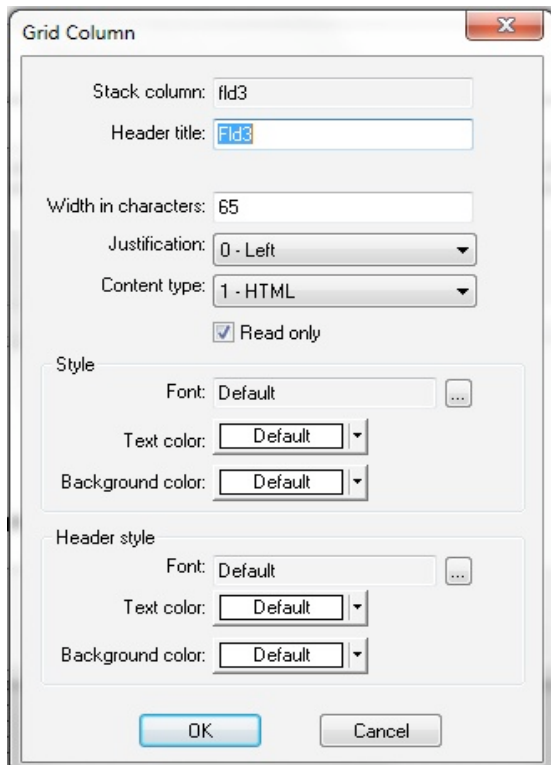 Grid Column
Stack column: fld3
Header title: Fld3
Width in characters: 65
Justification: 0 - Left
Content type: 1 - HTML
Read only
Style
Font: Default ...
Text color: Default
Background color: Default
Header style
Font: Default ...
Text color: Default
Background color: Default
OK Cancel